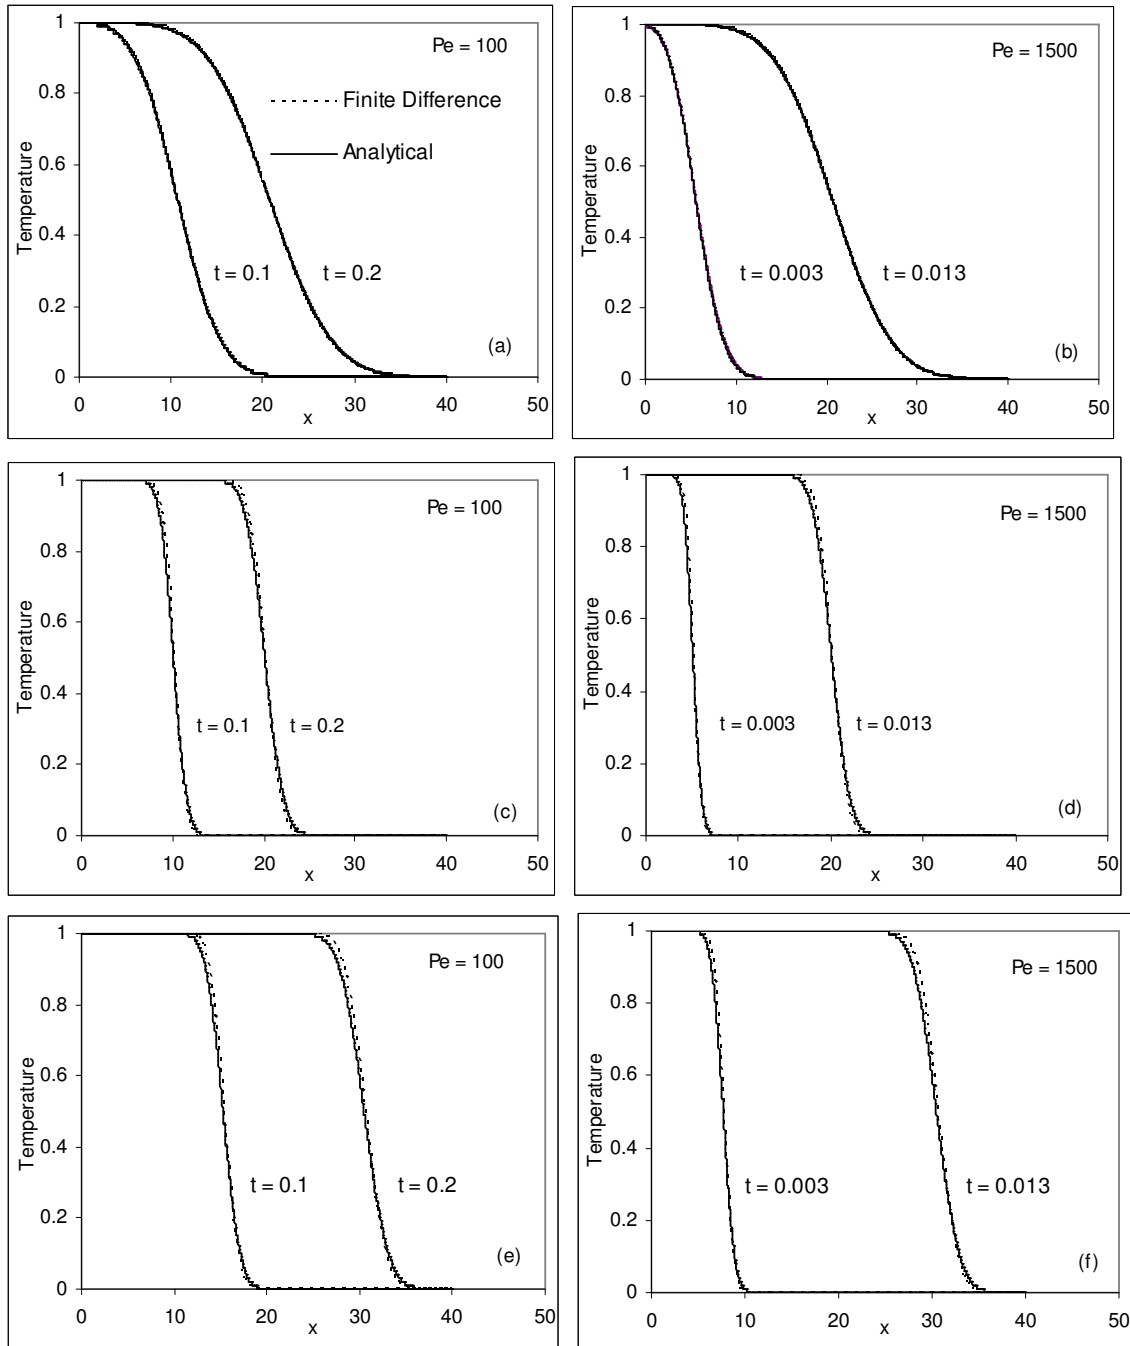 Pe = 100
Finite Difference
Analytical
t = 0.1
t = 0.2
(a)
Temperature
1
0.8
0.6
0.4
0.2
0
0 10 20 30 40 50
x
Pe = 1500
t = 0.003
t = 0.013
(b)
Temperature
1
0.8
0.6
0.4
0.2
0
0 10 20 30 40 50
x
Pe = 100
t = 0.1
t = 0.2
(c)
Temperature
1
0.8
0.6
0.4
0.2
0
0 10 20 30 40 50
x
Pe = 1500
t = 0.003
t = 0.013
(d)
Temperature
1
0.8
0.6
0.4
0.2
0
0 10 20 30 40 50
x
Pe = 100
t = 0.1
t = 0.2
(e)
Temperature
1
0.8
0.6
0.4
0.2
0
0 10 20 30 40 50
x
Pe = 1500
t = 0.003
t = 0.013
(f)
Temperature
1
0.8
0.6
0.4
0.2
0
0 10 20 30 40 50
x